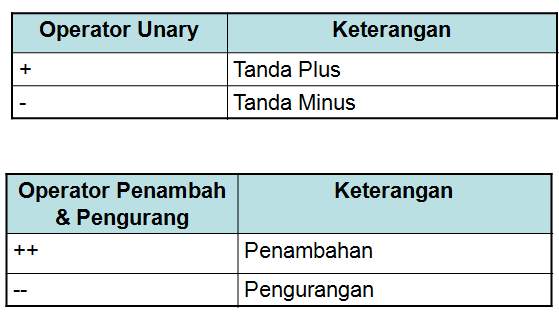 Operator Unary Keterangan
+ Tanda Plus
- Tanda Minus
Operator Penambah Keterangan
& Pengurang
++ Penambahan
-- Pengurangan